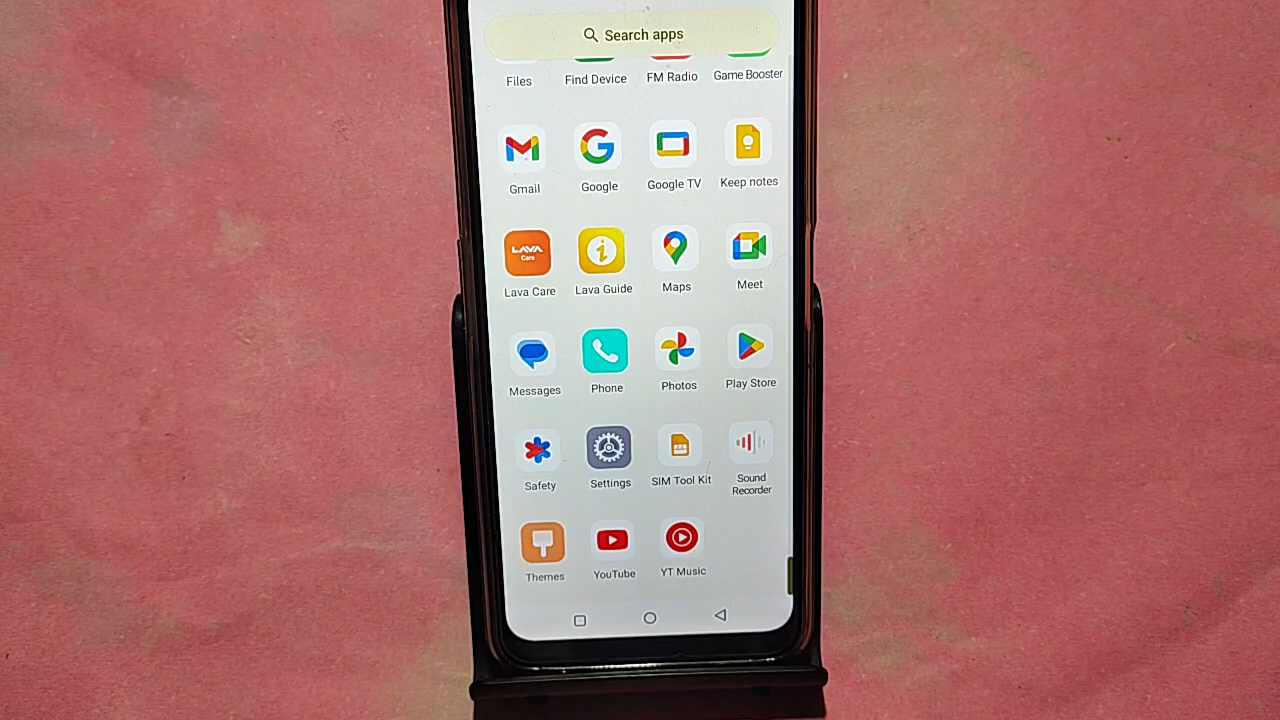 Search apps
Files
Find Device
FM Radio
Game Booster
Gmail
Google
Google TV
Keep notes
LAVA
Care
Lava Care
Lava Guide
Maps
Meet
Messages
Phone
Photos
Play Store
Safety
Settings
SIM Tool Kit
Sound
Recorder
Themes
YouTube
YT Music